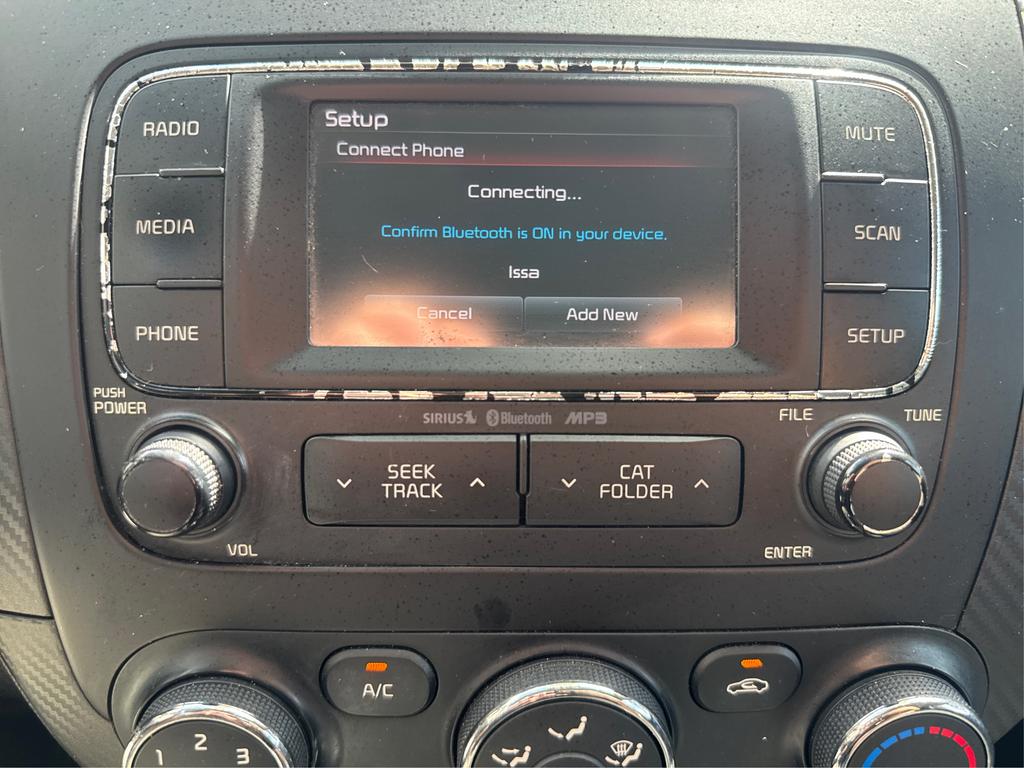 Setup
Connect Phone
Connecting...
Confirm Bluetooth is ON in your device.
Issa
Cancel
Add New
RADIO
MEDIA
PHONE
MUTE
SCAN
SETUP
PUSH
POWER
VOL
SIRIUS Bluetooth MP3
FILE
TUNE
SEEK
TRACK
CAT
FOLDER
ENTER
A/C
1 2 3